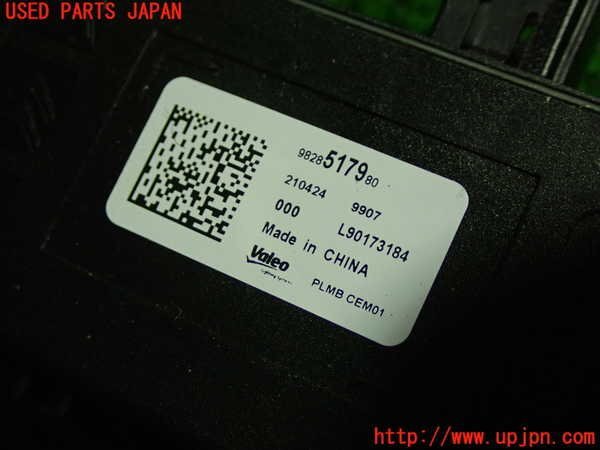 USED PARTS JAPAN
9828517980
210424 9907
000 L90173184
Made in CHINA
Valeo
PLMB CEM01
http://www.upjpn.com/